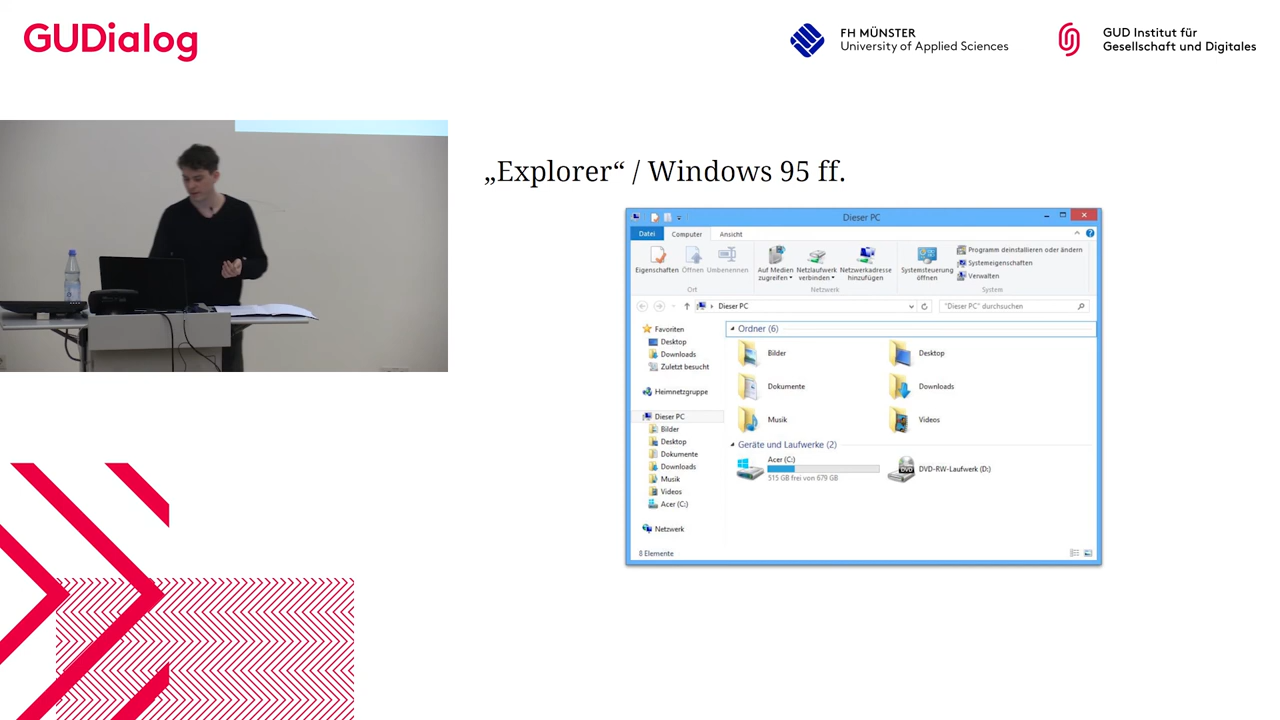 GUDialog
FH MÜNSTER
University of Applied Sciences
GUD Institut für
Gesellschaft und Digitales
„Explorer“ / Windows 95 ff.
Dieser PC
Datei Computer Ansicht
Eigenschaften Öffnen Umbenennen
Auf Medien zugreifen
Netzlaufwerk verbinden
Netzwerkadresse hinzufügen
Systemsteuerung öffnen
Programm deinstallieren oder ändern
Systemeigenschaften
Verwalten
Ort Netzwerk System
Dieser PC
"Dieser PC" durchsuchen
Favoriten
Desktop
Downloads
Zuletzt besucht
Heimnetzgruppe
Dieser PC
Bilder
Desktop
Dokumente
Downloads
Musik
Videos
Acer (C:)
Netzwerk
Ordner (6)
Bilder Desktop
Dokumente Downloads
Musik Videos
Geräte und Laufwerke (2)
Acer (C:)
515 GB frei von 679 GB
DVD
DVD-RW-Laufwerk (D:)
8 Elemente